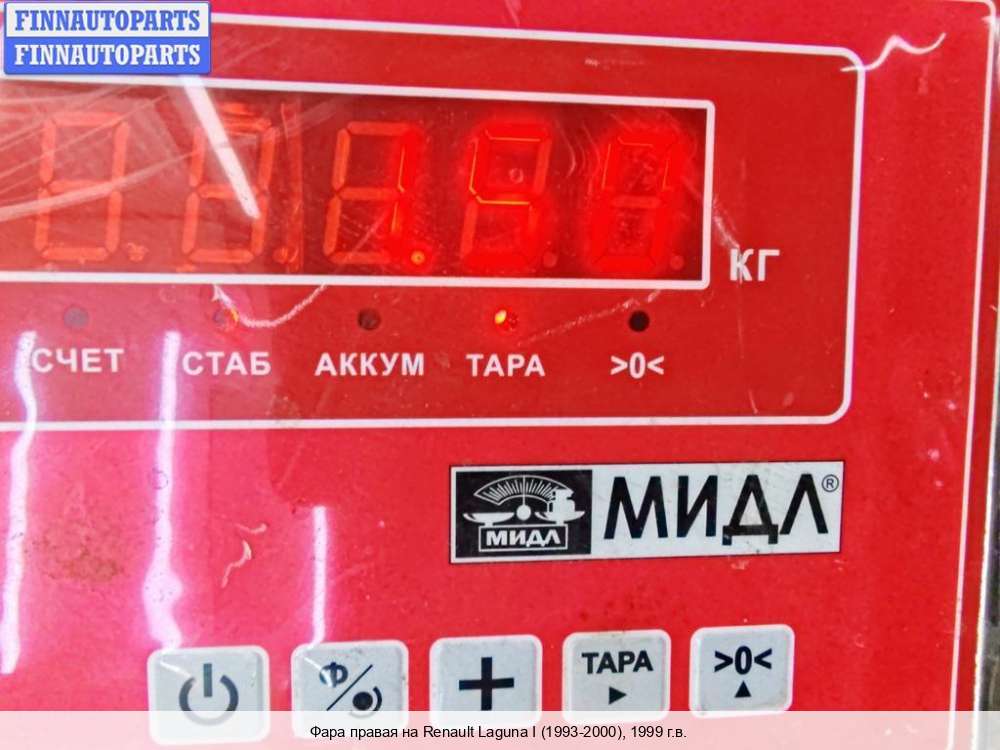 FINNAUTOPARTS
FINNAUTOPARTS
КГ
СЧЕТ СТАБ АККУМ ТАРА >0<
МИДЛ МИДЛ®
Ф + ТАРА >0<
Фара правая на Renault Laguna I (1993-2000), 1999 г.в.